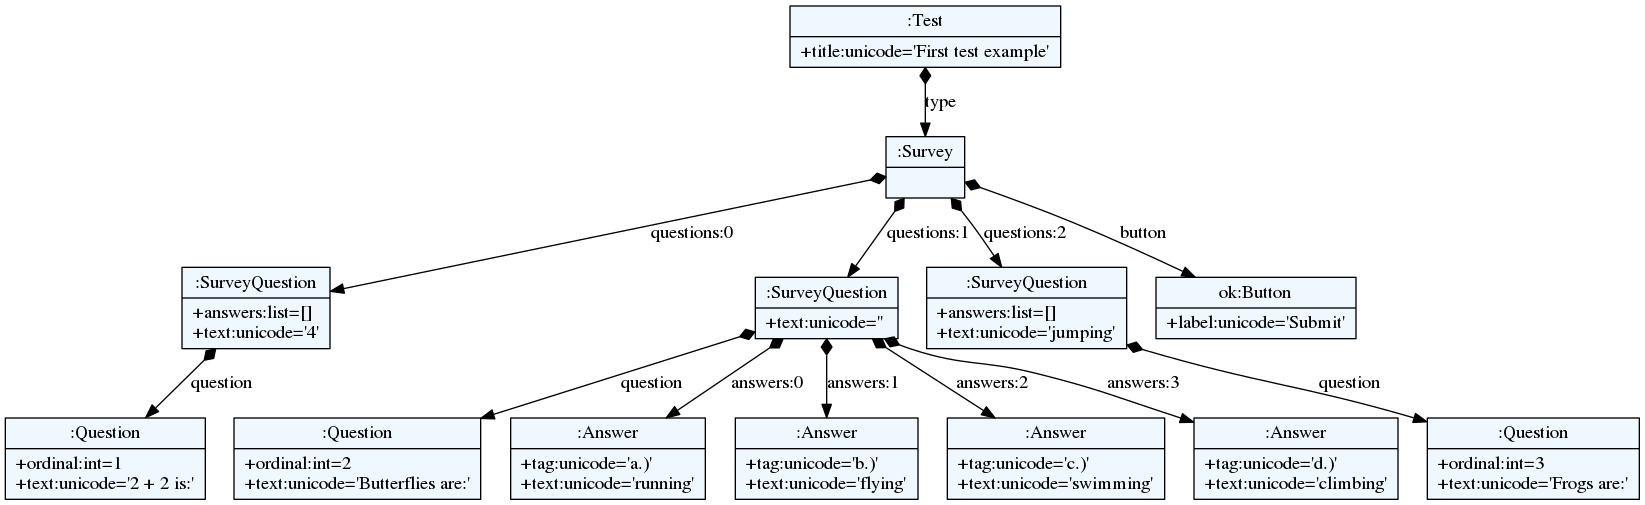 :Test
+title:unicode='First test example'
type
:Survey
questions:0
questions:1
questions:2
button
:SurveyQuestion
+answers:list=[]
+text:unicode='4'
:SurveyQuestion
+text:unicode=''
:SurveyQuestion
+answers:list=[]
+text:unicode='jumping'
ok:Button
+label:unicode='Submit'
question
question
answers:0
answers:1
answers:2
answers:3
question
:Question
+ordinal:int=1
+text:unicode='2 + 2 is:'
:Question
+ordinal:int=2
+text:unicode='Butterflies are:'
:Answer
+tag:unicode='a.)'
+text:unicode='running'
:Answer
+tag:unicode='b.)'
+text:unicode='flying'
:Answer
+tag:unicode='c.)'
+text:unicode='swimming'
:Answer
+tag:unicode='d.)'
+text:unicode='climbing'
:Question
+ordinal:int=3
+text:unicode='Frogs are:'